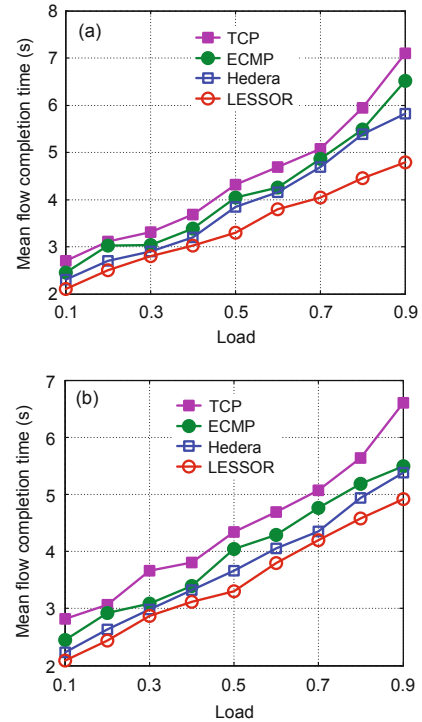 (a)
TCP
ECMP
Hedera
LESSOR
Mean flow completion time (s)
8
7
6
5
4
3
2
0.1 0.3 0.5 0.7 0.9
Load
(b)
TCP
ECMP
Hedera
LESSOR
Mean flow completion time (s)
7
6
5
4
3
2
0.1 0.3 0.5 0.7 0.9
Load